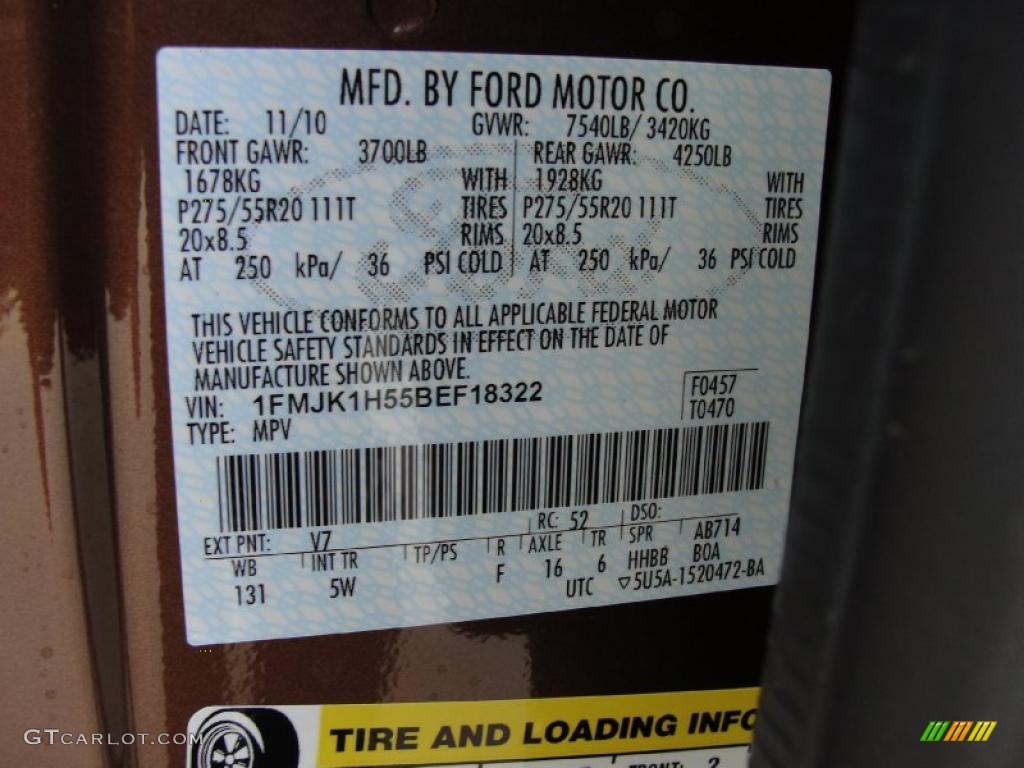 MFD. BY FORD MOTOR CO.
DATE: 11/10 GVWR: 7540LB/ 3420KG
FRONT GAWR: 3700LB REAR GAWR: 4250LB
1678KG WITH 1928KG WITH
P275/55R20 111T TIRES P275/55R20 111T TIRES
20x8.5 RIMS 20x8.5 RIMS
AT 250 kPa/ 36 PSI COLD AT 250 kPa/ 36 PSI COLD
THIS VEHICLE CONFORMS TO ALL APPLICABLE FEDERAL MOTOR
VEHICLE SAFETY STANDARDS IN EFFECT ON THE DATE OF
MANUFACTURE SHOWN ABOVE.
VIN: 1FMJK1H55BEF18322 F0457
TYPE: MPV T0470
EXT PNT: V7 RC: 52 DSO:
WB INT TR TP/PS R AXLE TR SPR AB714
131 5W F 16 6 HHBB BOA
UTC ▽5U5A-1520472-BA
TIRE AND LOADING INFO
FRONT: 2
GTCARLOT.COM